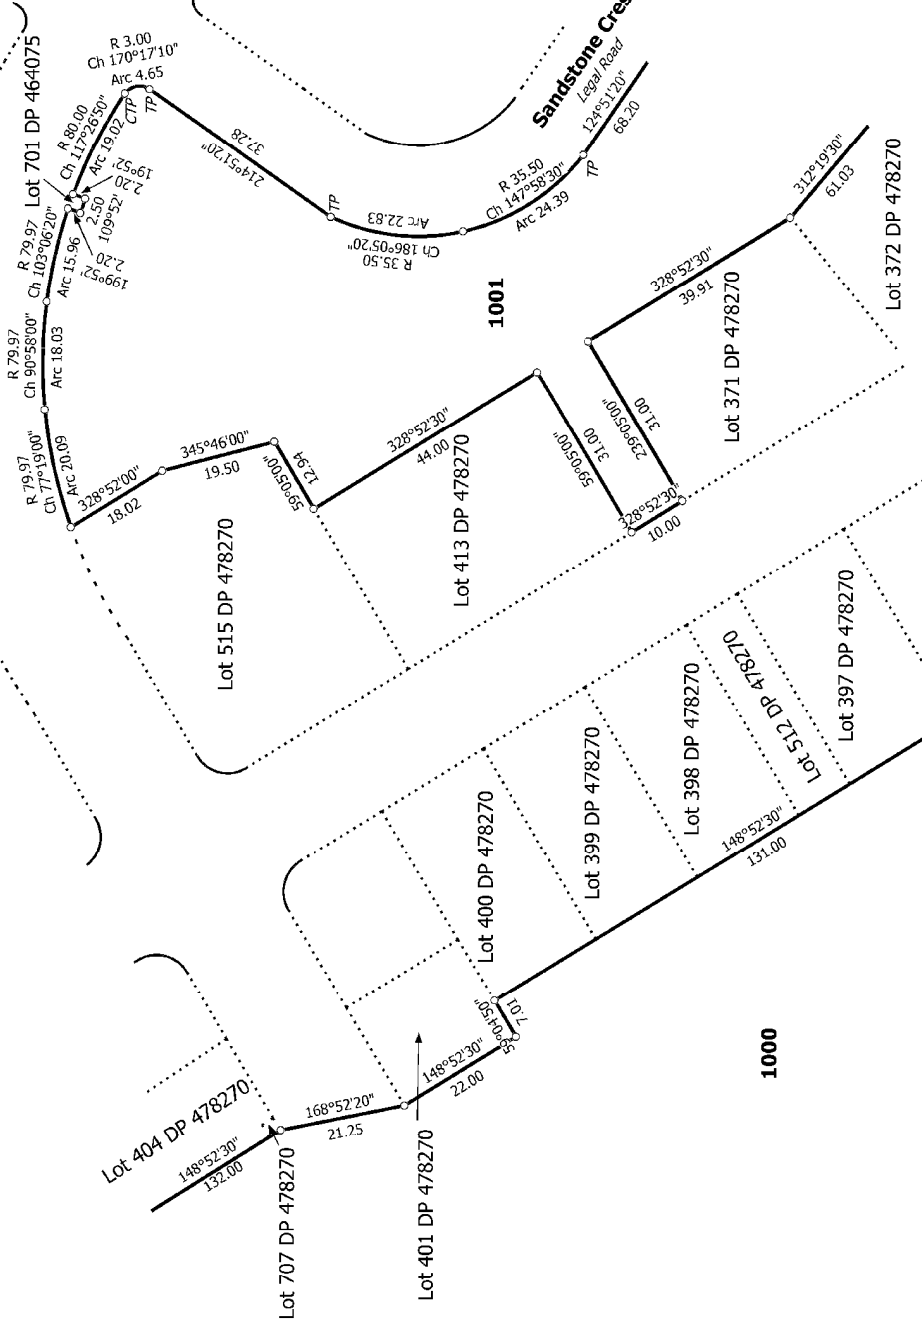 Lot 701 DP 464075
R 3.00
Ch 170°17'10"
Arc 4.65
CTP
TP
R 80.00
Ch 117°26'50"
Arc 19.02
19°52'
2.20
2.50
109°52'
2.20
199°52'
R 79.97
Ch 103°06'20"
Arc 15.96
R 79.97
Ch 90°58'00"
Arc 18.03
R 79.97
Ch 77°19'00"
Arc 20.09
37.28
214°51'20"
TP
Arc 22.83
Ch 186°05'20"
R 35.50
R 35.50
Ch 147°58'30"
Arc 24.39
TP
Sandstone Cres
Legal Road
124°51'20"
68.20
312°19'30"
61.03
Lot 372 DP 478270
1001
328°52'30"
39.91
Lot 371 DP 478270
31.00
239°05'00"
328°52'30"
10.00
31.00
59°05'00"
328°52'30"
44.00
Lot 413 DP 478270
328°52'00"
18.02
345°46'00"
19.50
12.94
59°05'00"
Lot 515 DP 478270
Lot 397 DP 478270
Lot 512 DP 478270
Lot 398 DP 478270
Lot 399 DP 478270
Lot 400 DP 478270
148°52'30"
131.00
59°04'50"
7.01
148°52'30"
22.00
1000
Lot 404 DP 478270
148°52'30"
132.00
168°52'20"
21.25
Lot 707 DP 478270
Lot 401 DP 478270